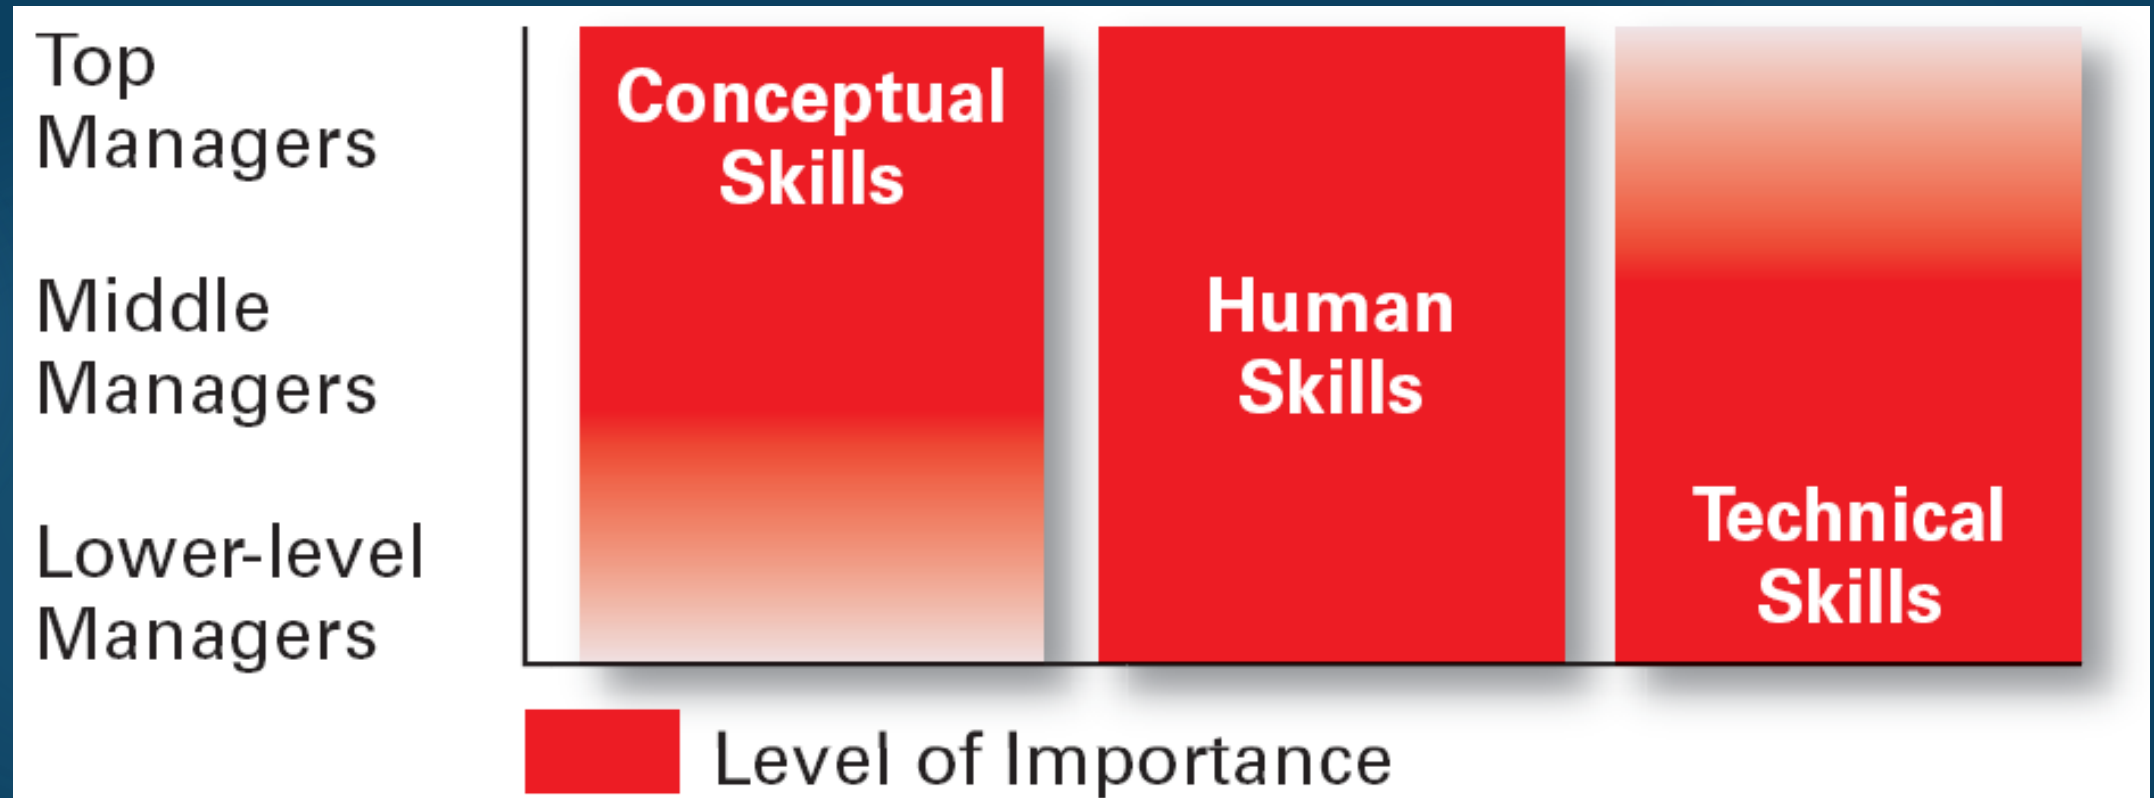 Top
Managers
Middle
Managers
Lower-level
Managers
Conceptual
Skills
Human
Skills
Technical
Skills
Level of Importance